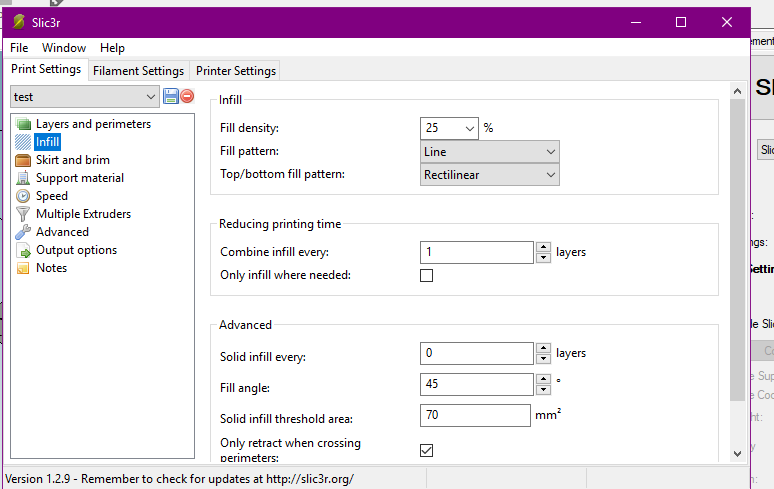 Slic3r
File Window Help
Print Settings Filament Settings Printer Settings
test
Layers and perimeters
Infill
Skirt and brim
Support material
Speed
Multiple Extruders
Advanced
Output options
Notes
Infill
Fill density: 25 %
Fill pattern: Line
Top/bottom fill pattern: Rectilinear
Reducing printing time
Combine infill every: 1 layers
Only infill where needed:
Advanced
Solid infill every: 0 layers
Fill angle: 45 °
Solid infill threshold area: 70 mm²
Only retract when crossing
perimeters:
Version 1.2.9 - Remember to check for updates at http://slic3r.org/